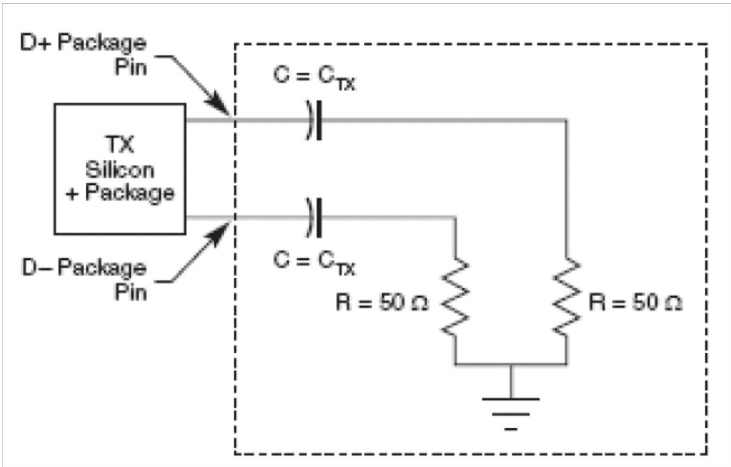 D+ Package
Pin
C = CTX
TX
Silicon
+ Package
D– Package
Pin
C = CTX
R = 50 Ω
R = 50 Ω